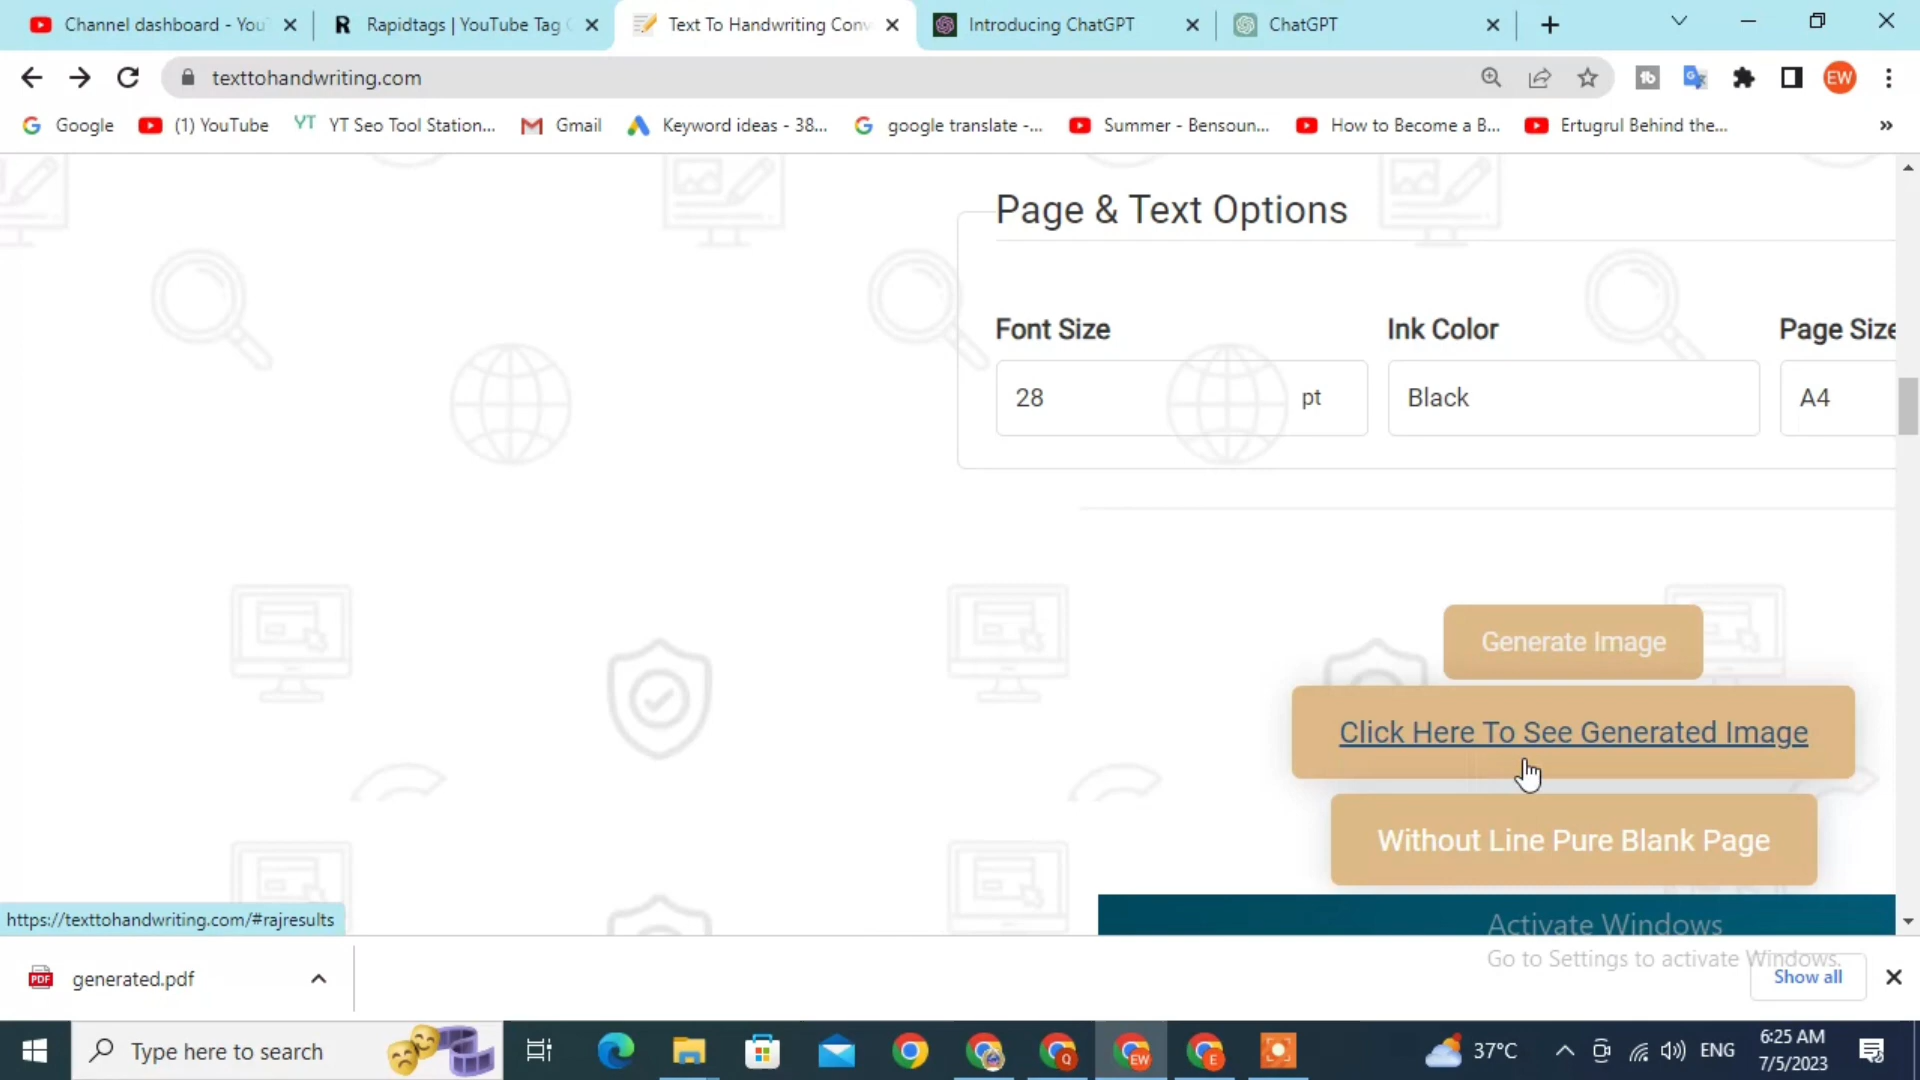 Channel dashboard - You
Rapidtags | YouTube Tag
Text To Handwriting Conv
Introducing ChatGPT
ChatGPT
texttohandwriting.com
EW
Google
(1) YouTube
YT YT Seo Tool Station...
Gmail
Keyword ideas - 38...
google translate -...
Summer - Bensoun...
How to Become a B...
Ertugrul Behind the...
Page & Text Options
Font Size
Ink Color
Page Size
28 pt
Black
A4
Generate Image
Click Here To See Generated Image
Without Line Pure Blank Page
https://texttohandwriting.com/#rajresults
Activate Windows
Go to Settings to activate Windows.
generated.pdf
Show all
Type here to search
37°C
ENG
6:25 AM
7/5/2023